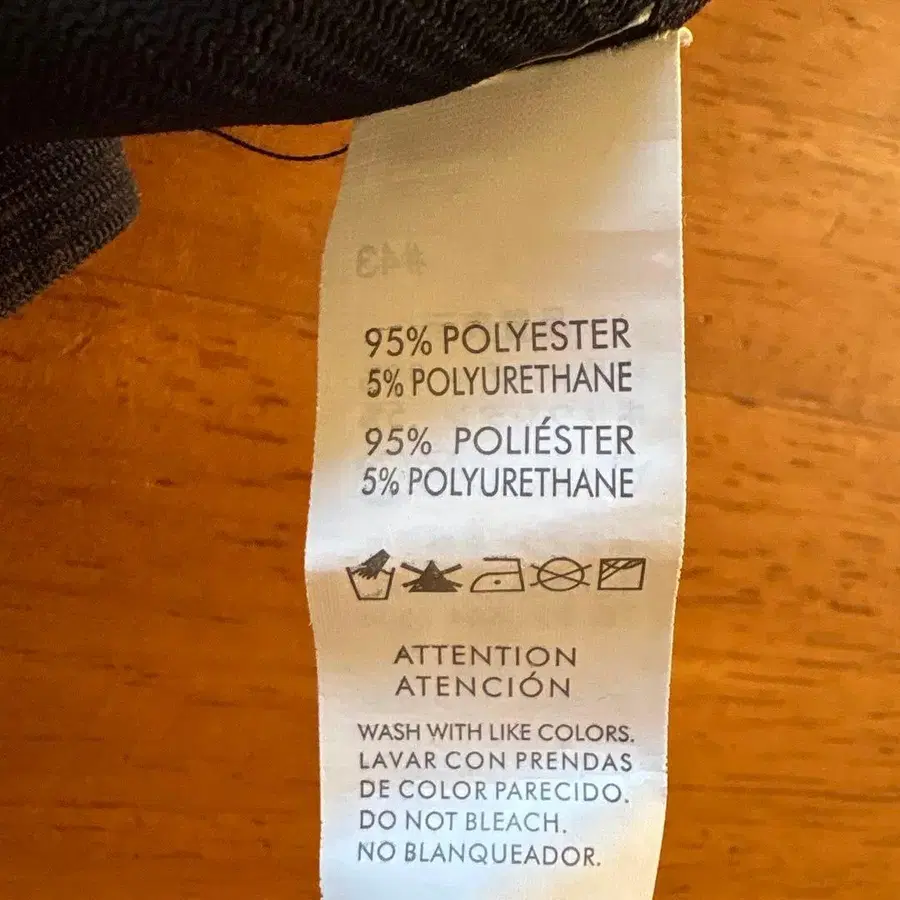 #43
95% POLYESTER
5% POLYURETHANE
95% POLIÉSTER
5% POLYURETHANE
ATTENTION
ATENCIÓN
WASH WITH LIKE COLORS.
LAVAR CON PRENDAS
DE COLOR PARECIDO.
DO NOT BLEACH.
NO BLANQUEADOR.